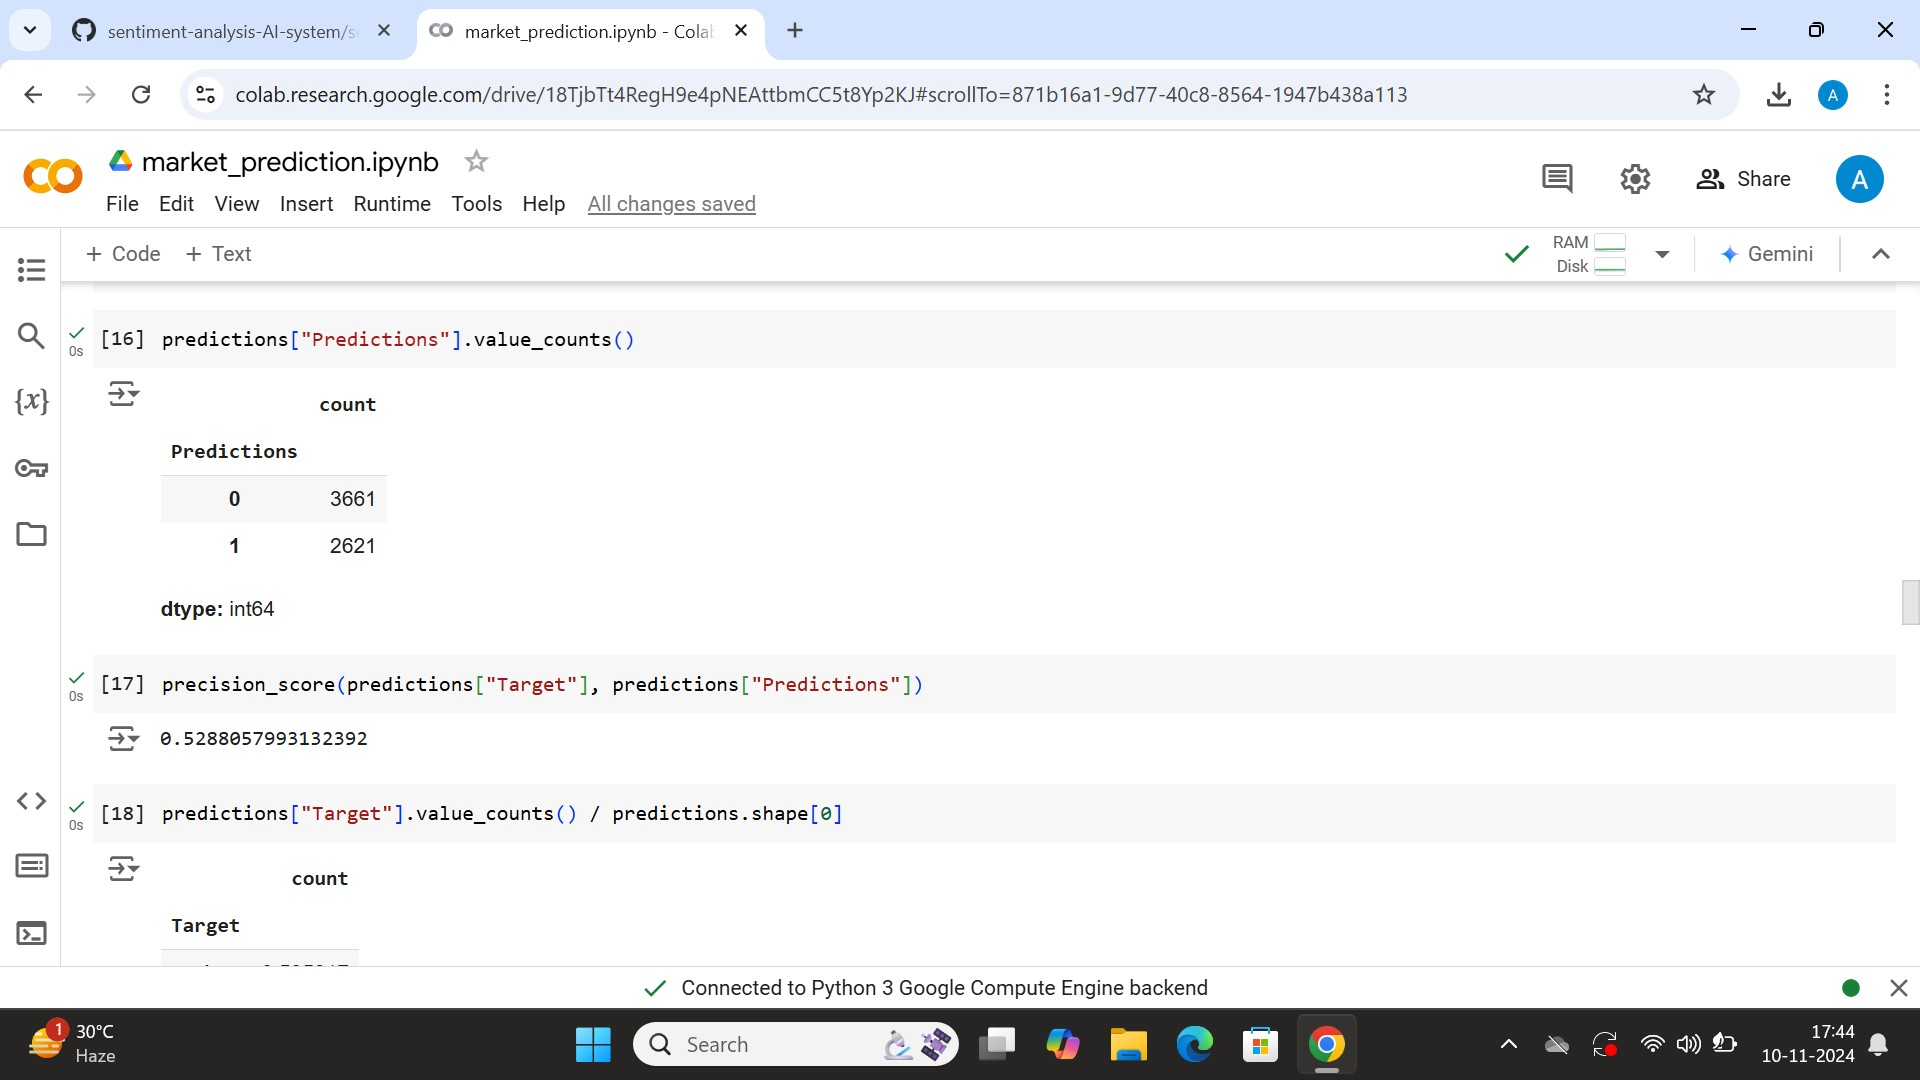 sentiment-analysis-AI-system/s
market_prediction.ipynb - Cola
colab.research.google.com/drive/18TjbTt4RegH9e4pNEAttbmCC5t8Yp2KJ#scrollTo=871b16a1-9d77-40c8-8564-1947b438a113
A
market_prediction.ipynb
Share
A
File Edit View Insert Runtime Tools Help All changes saved
+ Code + Text
RAM
Disk
Gemini
[16] predictions["Predictions"].value_counts()
0s
count
Predictions
0 3661
1 2621
dtype: int64
[17] precision_score(predictions["Target"], predictions["Predictions"])
0s
0.5288057993132392
[18] predictions["Target"].value_counts() / predictions.shape[0]
0s
count
Target
Connected to Python 3 Google Compute Engine backend
1
30°C
Haze
Search
17:44
10-11-2024